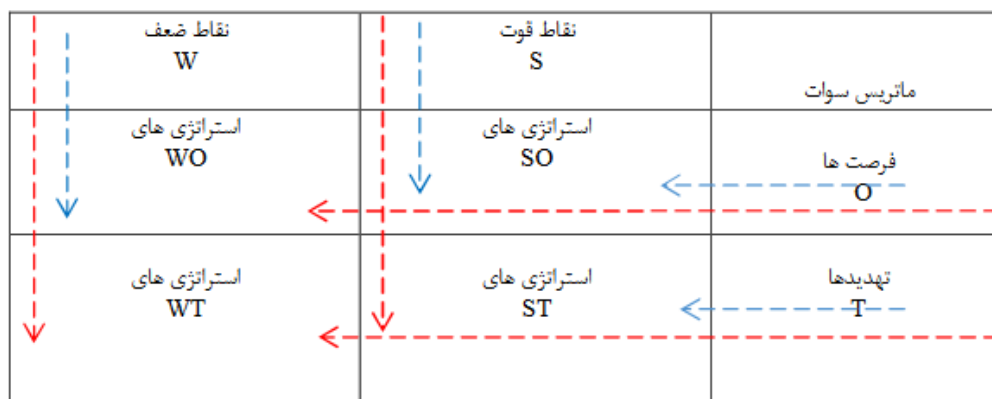 ماتریس سوات
نقاط قوت
S
نقاط ضعف
W
فرصت ها
O
استراتژی های
SO
استراتژی های
WO
تهدیدها
T
استراتژی های
ST
استراتژی های
WT